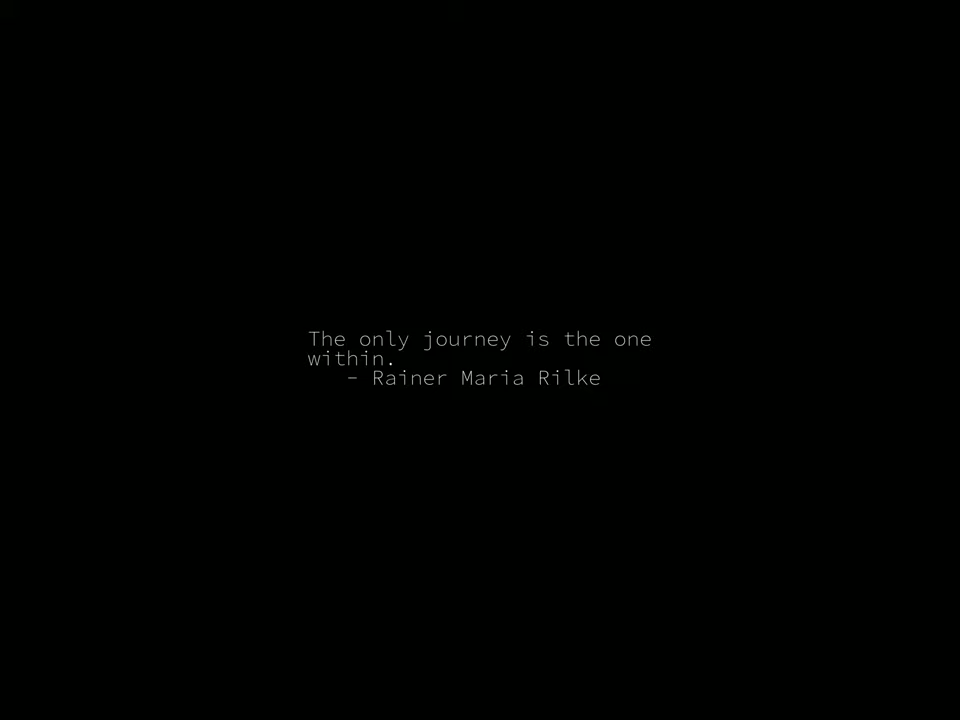 The only journey is the one
within.
– Rainer Maria Rilke